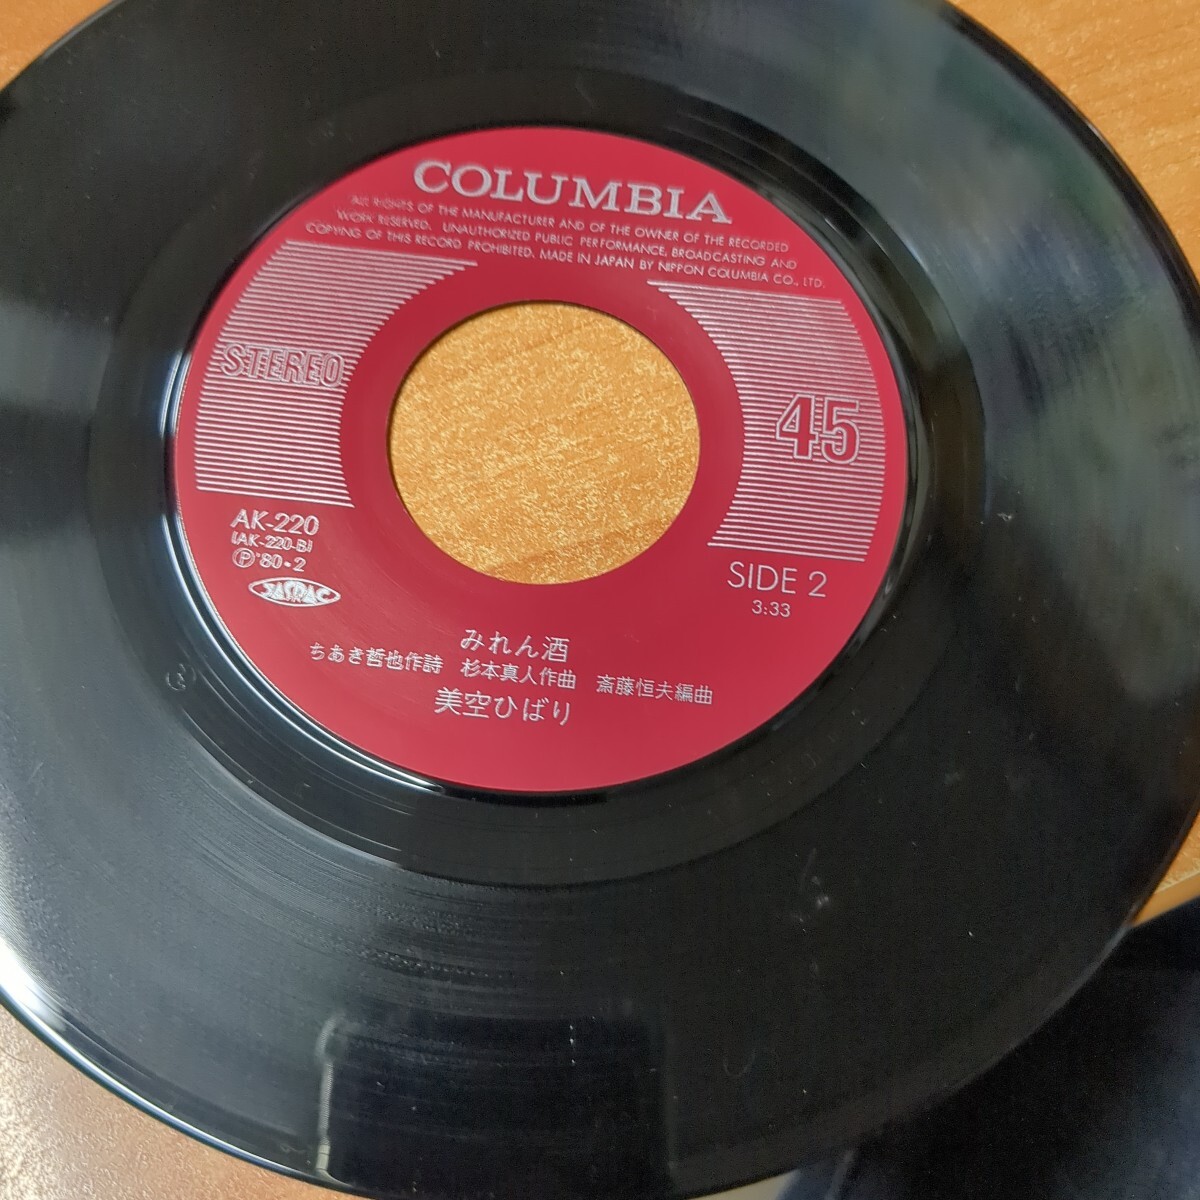 COLUMBIA
ALL RIGHTS OF THE MANUFACTURER AND OF THE OWNER OF THE RECORDED
WORK RESERVED. UNAUTHORIZED PUBLIC PERFORMANCE, BROADCASTING AND
COPYING OF THIS RECORD PROHIBITED. MADE IN JAPAN BY NIPPON COLUMBIA CO., LTD.
STEREO
45
AK-220
(AK-220-B)
Ⓟ'80・2
JASRAC
SIDE 2
3:33
みれん酒
ちあき哲也作詩 杉本真人作曲 斎藤恒夫編曲
美空ひばり